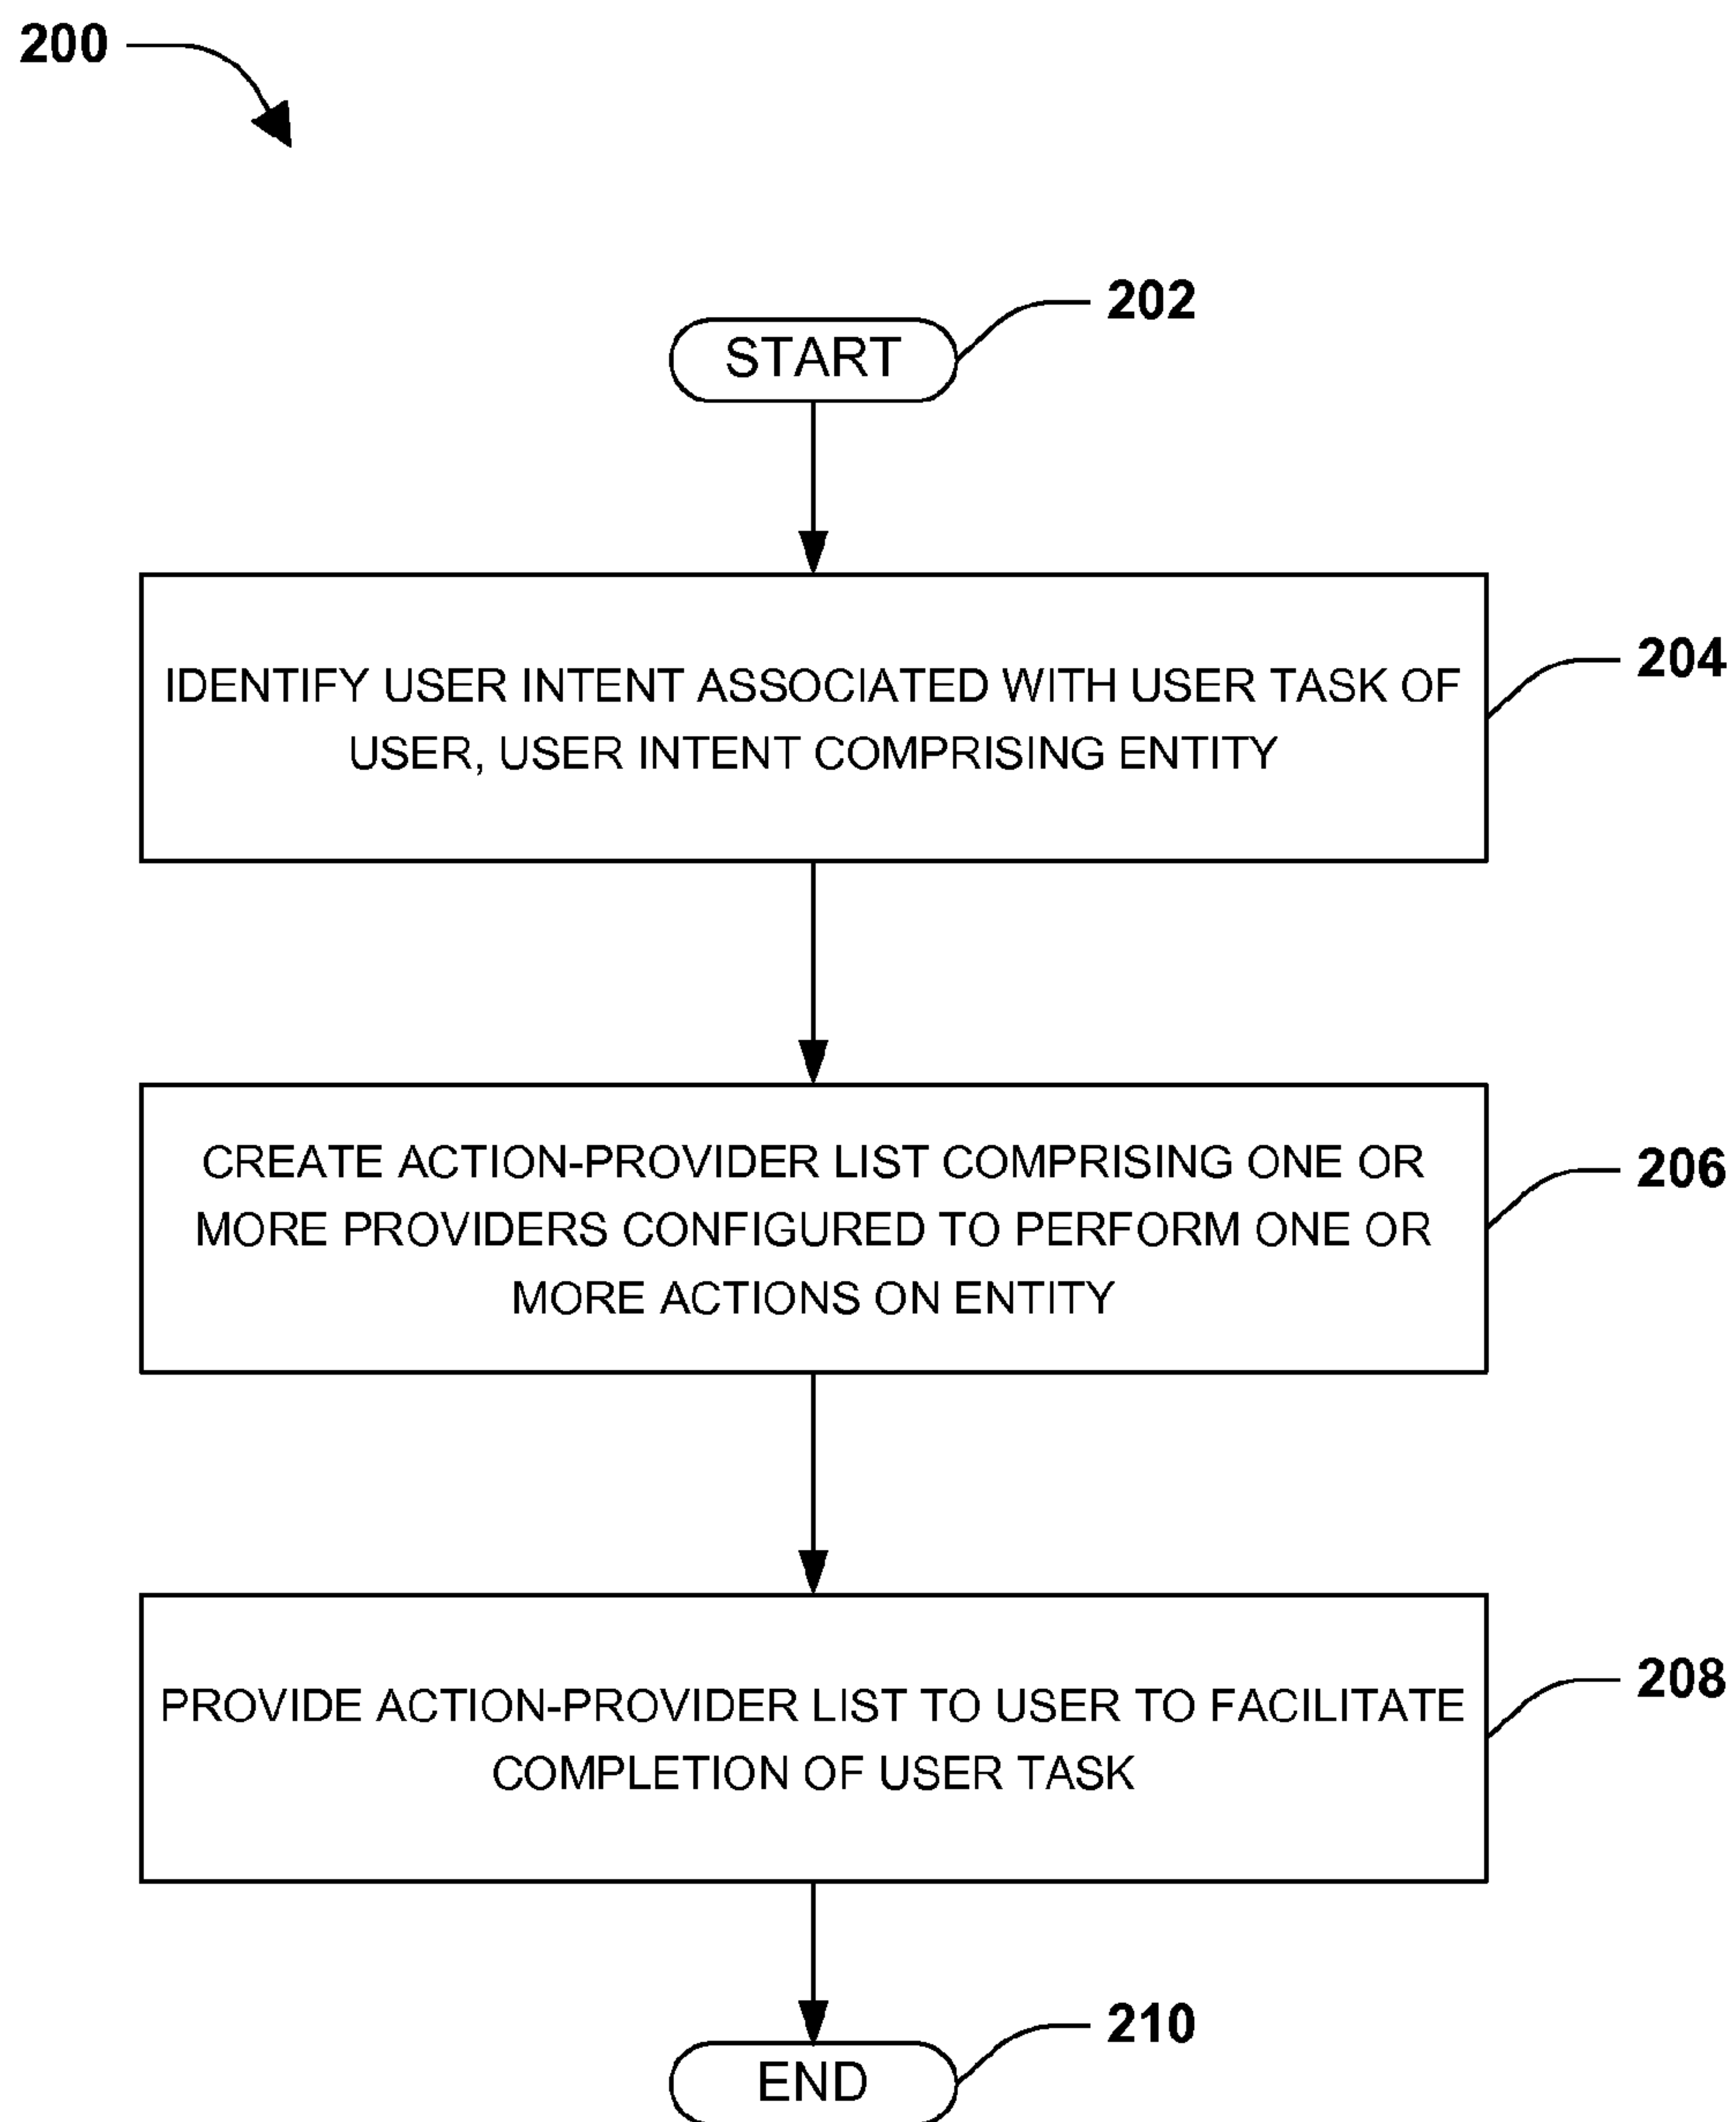 200
202
START
204
IDENTIFY USER INTENT ASSOCIATED WITH USER TASK OF
USER, USER INTENT COMPRISING ENTITY
206
CREATE ACTION-PROVIDER LIST COMPRISING ONE OR
MORE PROVIDERS CONFIGURED TO PERFORM ONE OR
MORE ACTIONS ON ENTITY
208
PROVIDE ACTION-PROVIDER LIST TO USER TO FACILITATE
COMPLETION OF USER TASK
210
END